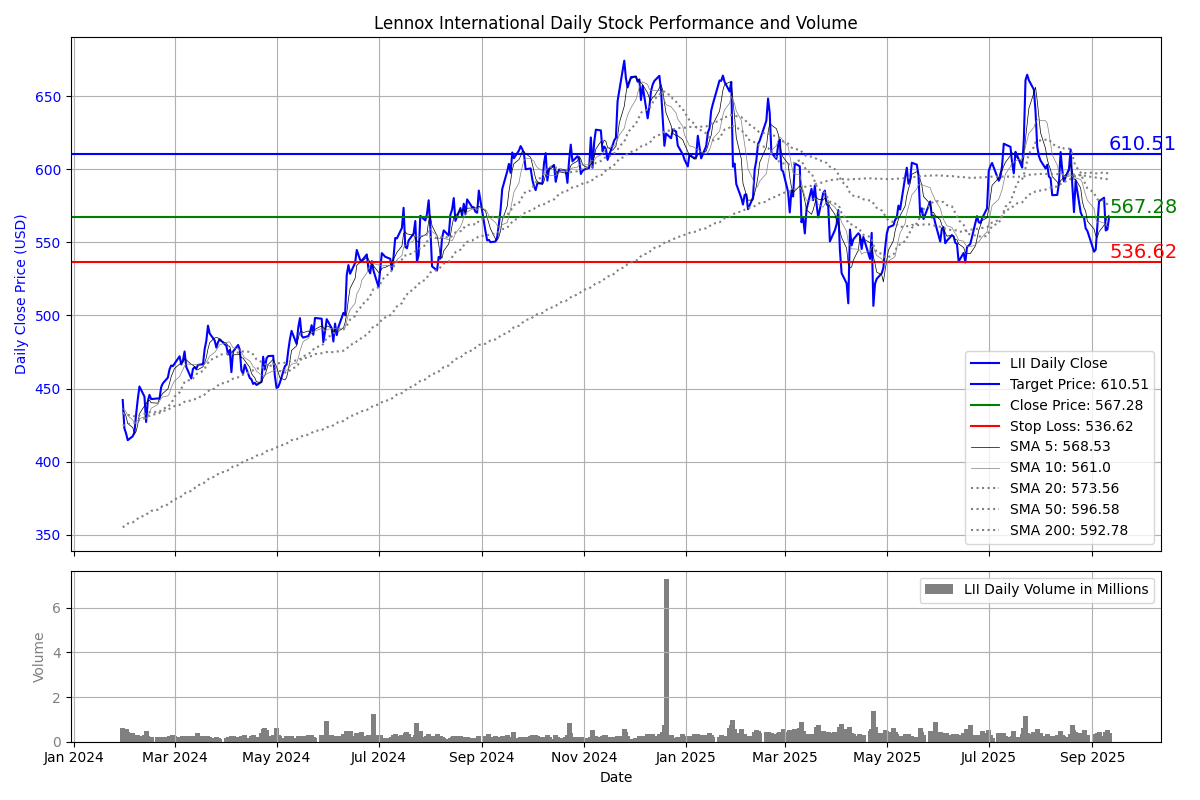 Lennox International Daily Stock Performance and Volume
Daily Close Price (USD)
650
600
550
500
450
400
350
610.51
567.28
536.62
LII Daily Close
Target Price: 610.51
Close Price: 567.28
Stop Loss: 536.62
SMA 5: 568.53
SMA 10: 561.0
SMA 20: 573.56
SMA 50: 596.58
SMA 200: 592.78
LII Daily Volume in Millions
Volume
6
4
2
0
Jan 2024 Mar 2024 May 2024 Jul 2024 Sep 2024 Nov 2024 Jan 2025 Mar 2025 May 2025 Jul 2025 Sep 2025
Date